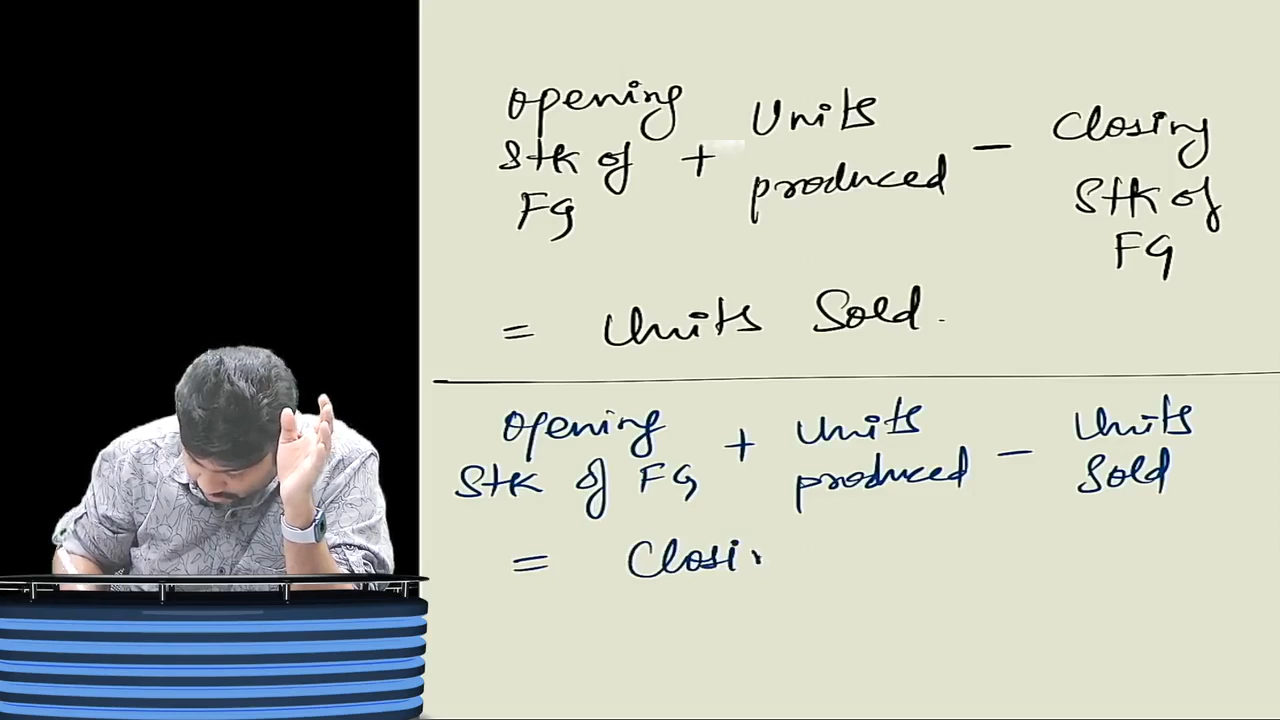 Opening Stk of FG + Units produced - Closing Stk of FG
= Units Sold.
Opening Stk of FG + Units produced - Units Sold
= Closi